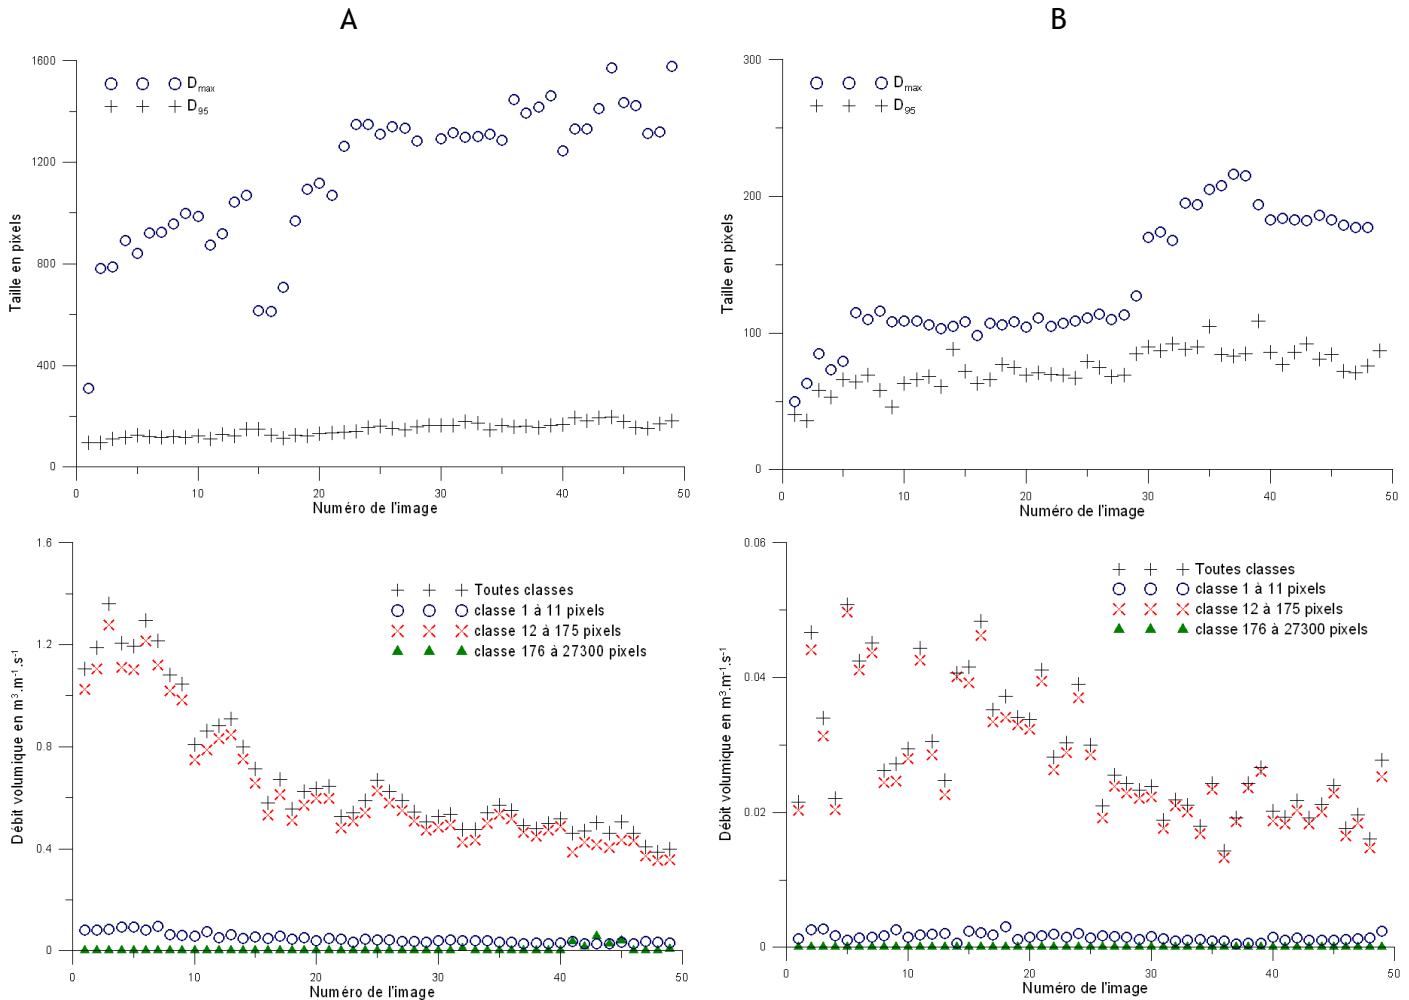 A
B
1600
1200
800
400
0
Taille en pixels
D max
D 95
0 10 20 30 40 50
Numéro de l'image
300
200
100
0
Taille en pixels
D max
D 95
0 10 20 30 40 50
Numéro de l'image
1.6
1.2
0.8
0.4
0
Débit volumique en m³.m⁻¹.s⁻¹
Toutes classes
classe 1 à 11 pixels
classe 12 à 175 pixels
classe 176 à 27300 pixels
0 10 20 30 40 50
Numéro de l'image
0.06
0.04
0.02
0
Débit volumique en m³.m⁻¹.s⁻¹
Toutes classes
classe 1 à 11 pixels
classe 12 à 175 pixels
classe 176 à 27300 pixels
0 10 20 30 40 50
Numéro de l'image